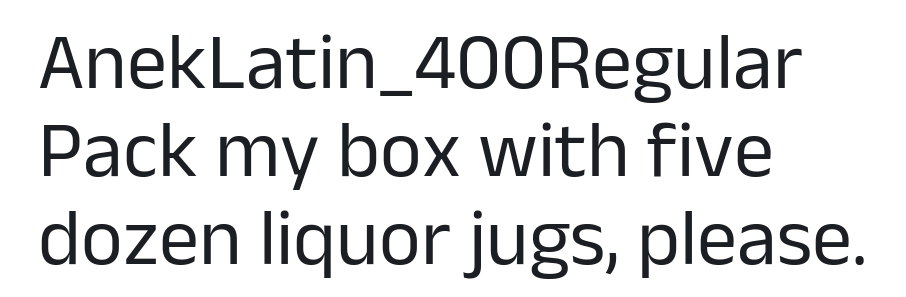 AnekLatin_400Regular
Pack my box with five
dozen liquor jugs, please.